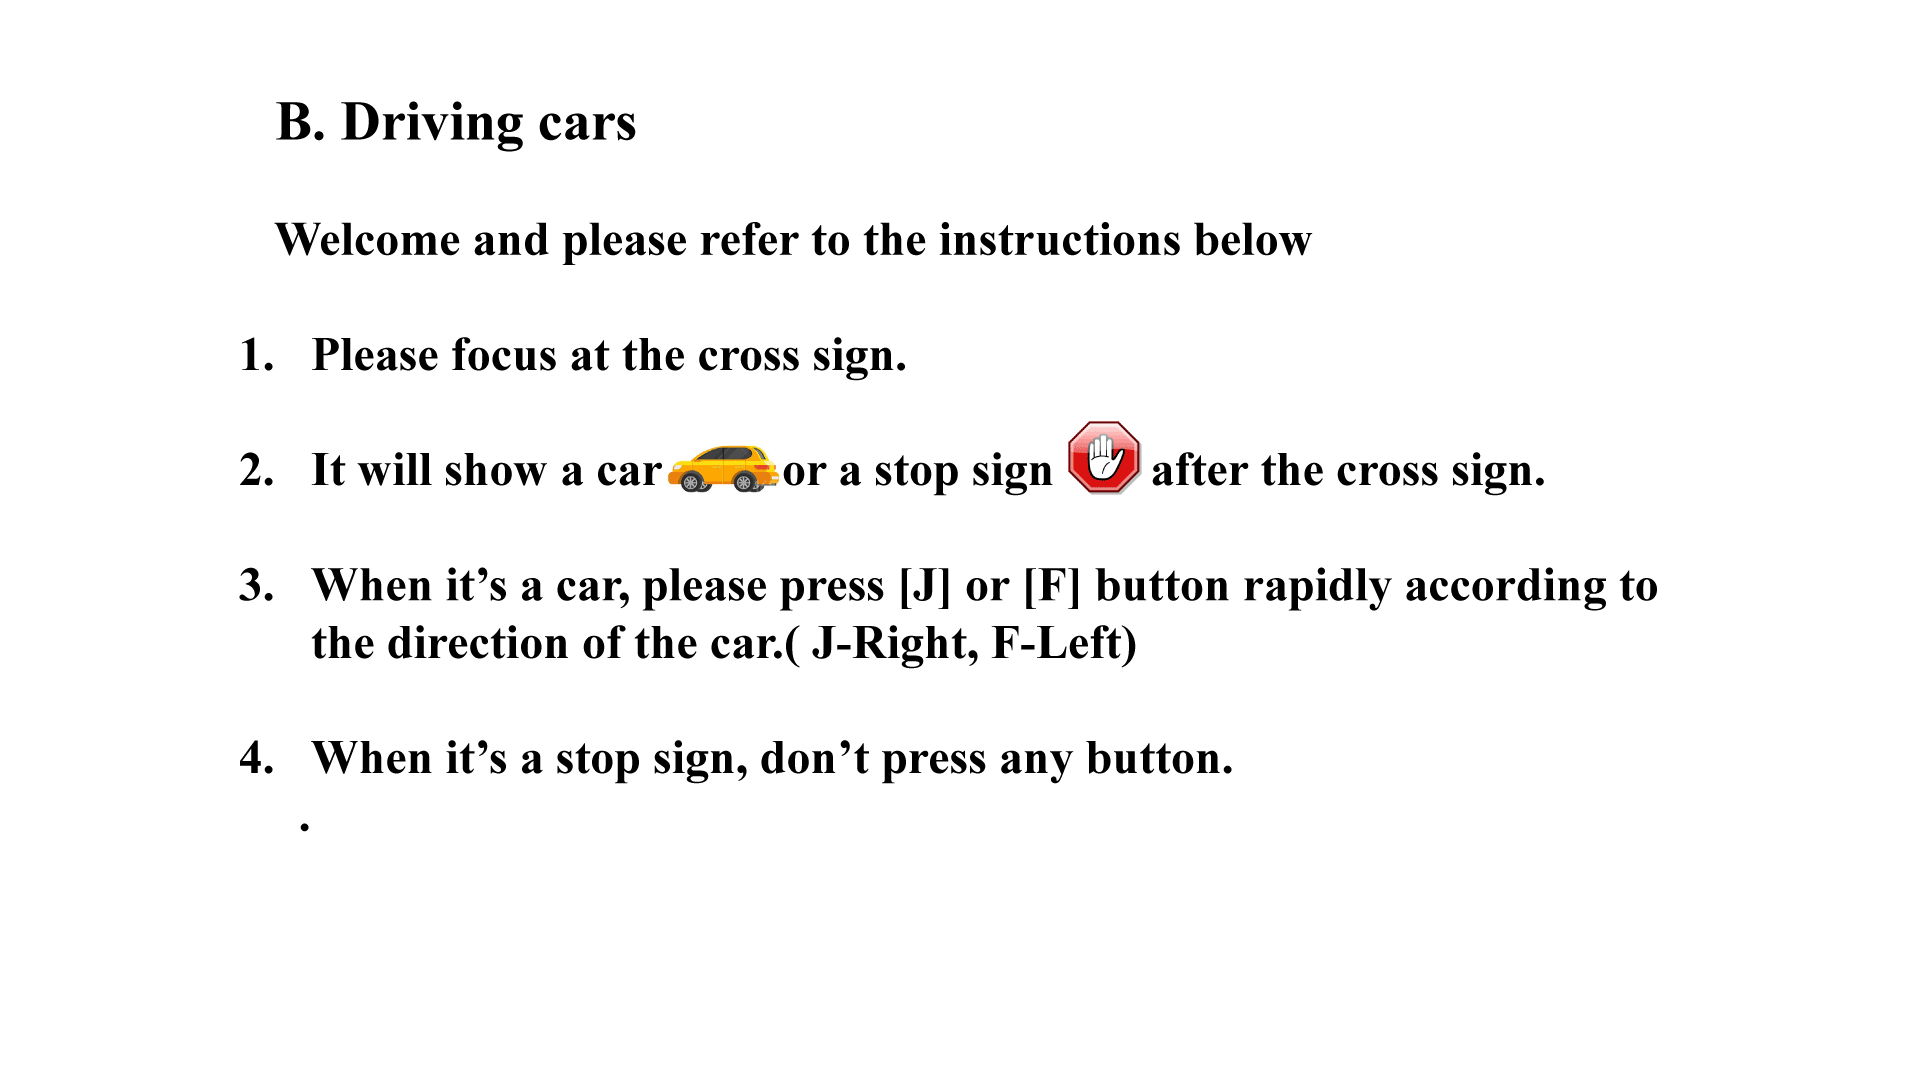 B. Driving cars
Welcome and please refer to the instructions below
1. Please focus at the cross sign.
2. It will show a car or a stop sign after the cross sign.
3. When it’s a car, please press [J] or [F] button rapidly according to
the direction of the car.( J-Right, F-Left)
4. When it’s a stop sign, don’t press any button.
.